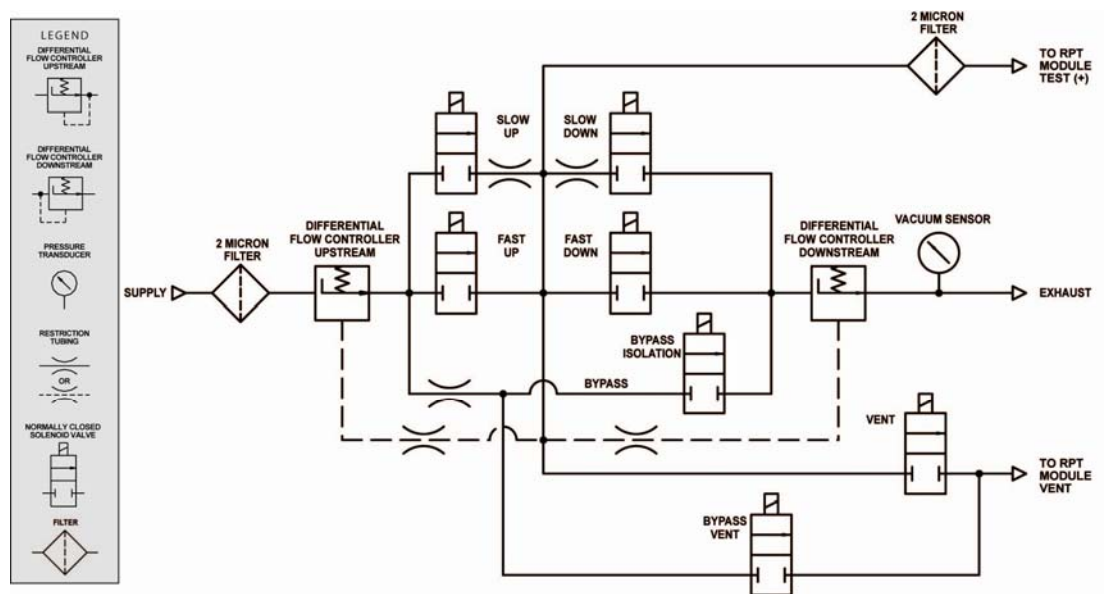 LEGEND
DIFFERENTIAL
FLOW CONTROLLER
UPSTREAM
DIFFERENTIAL
FLOW CONTROLLER
DOWNSTREAM
PRESSURE
TRANSDUCER
RESTRICTION
TUBING
OR
NORMALLY CLOSED
SOLENOID VALVE
FILTER
2 MICRON
FILTER
TO RPT
MODULE
TEST (+)
SLOW
UP
SLOW
DOWN
DIFFERENTIAL
FLOW CONTROLLER
UPSTREAM
FAST
UP
FAST
DOWN
DIFFERENTIAL
FLOW CONTROLLER
DOWNSTREAM
VACUUM SENSOR
2 MICRON
FILTER
SUPPLY
EXHAUST
BYPASS
ISOLATION
BYPASS
VENT
TO RPT
MODULE
VENT
BYPASS
VENT